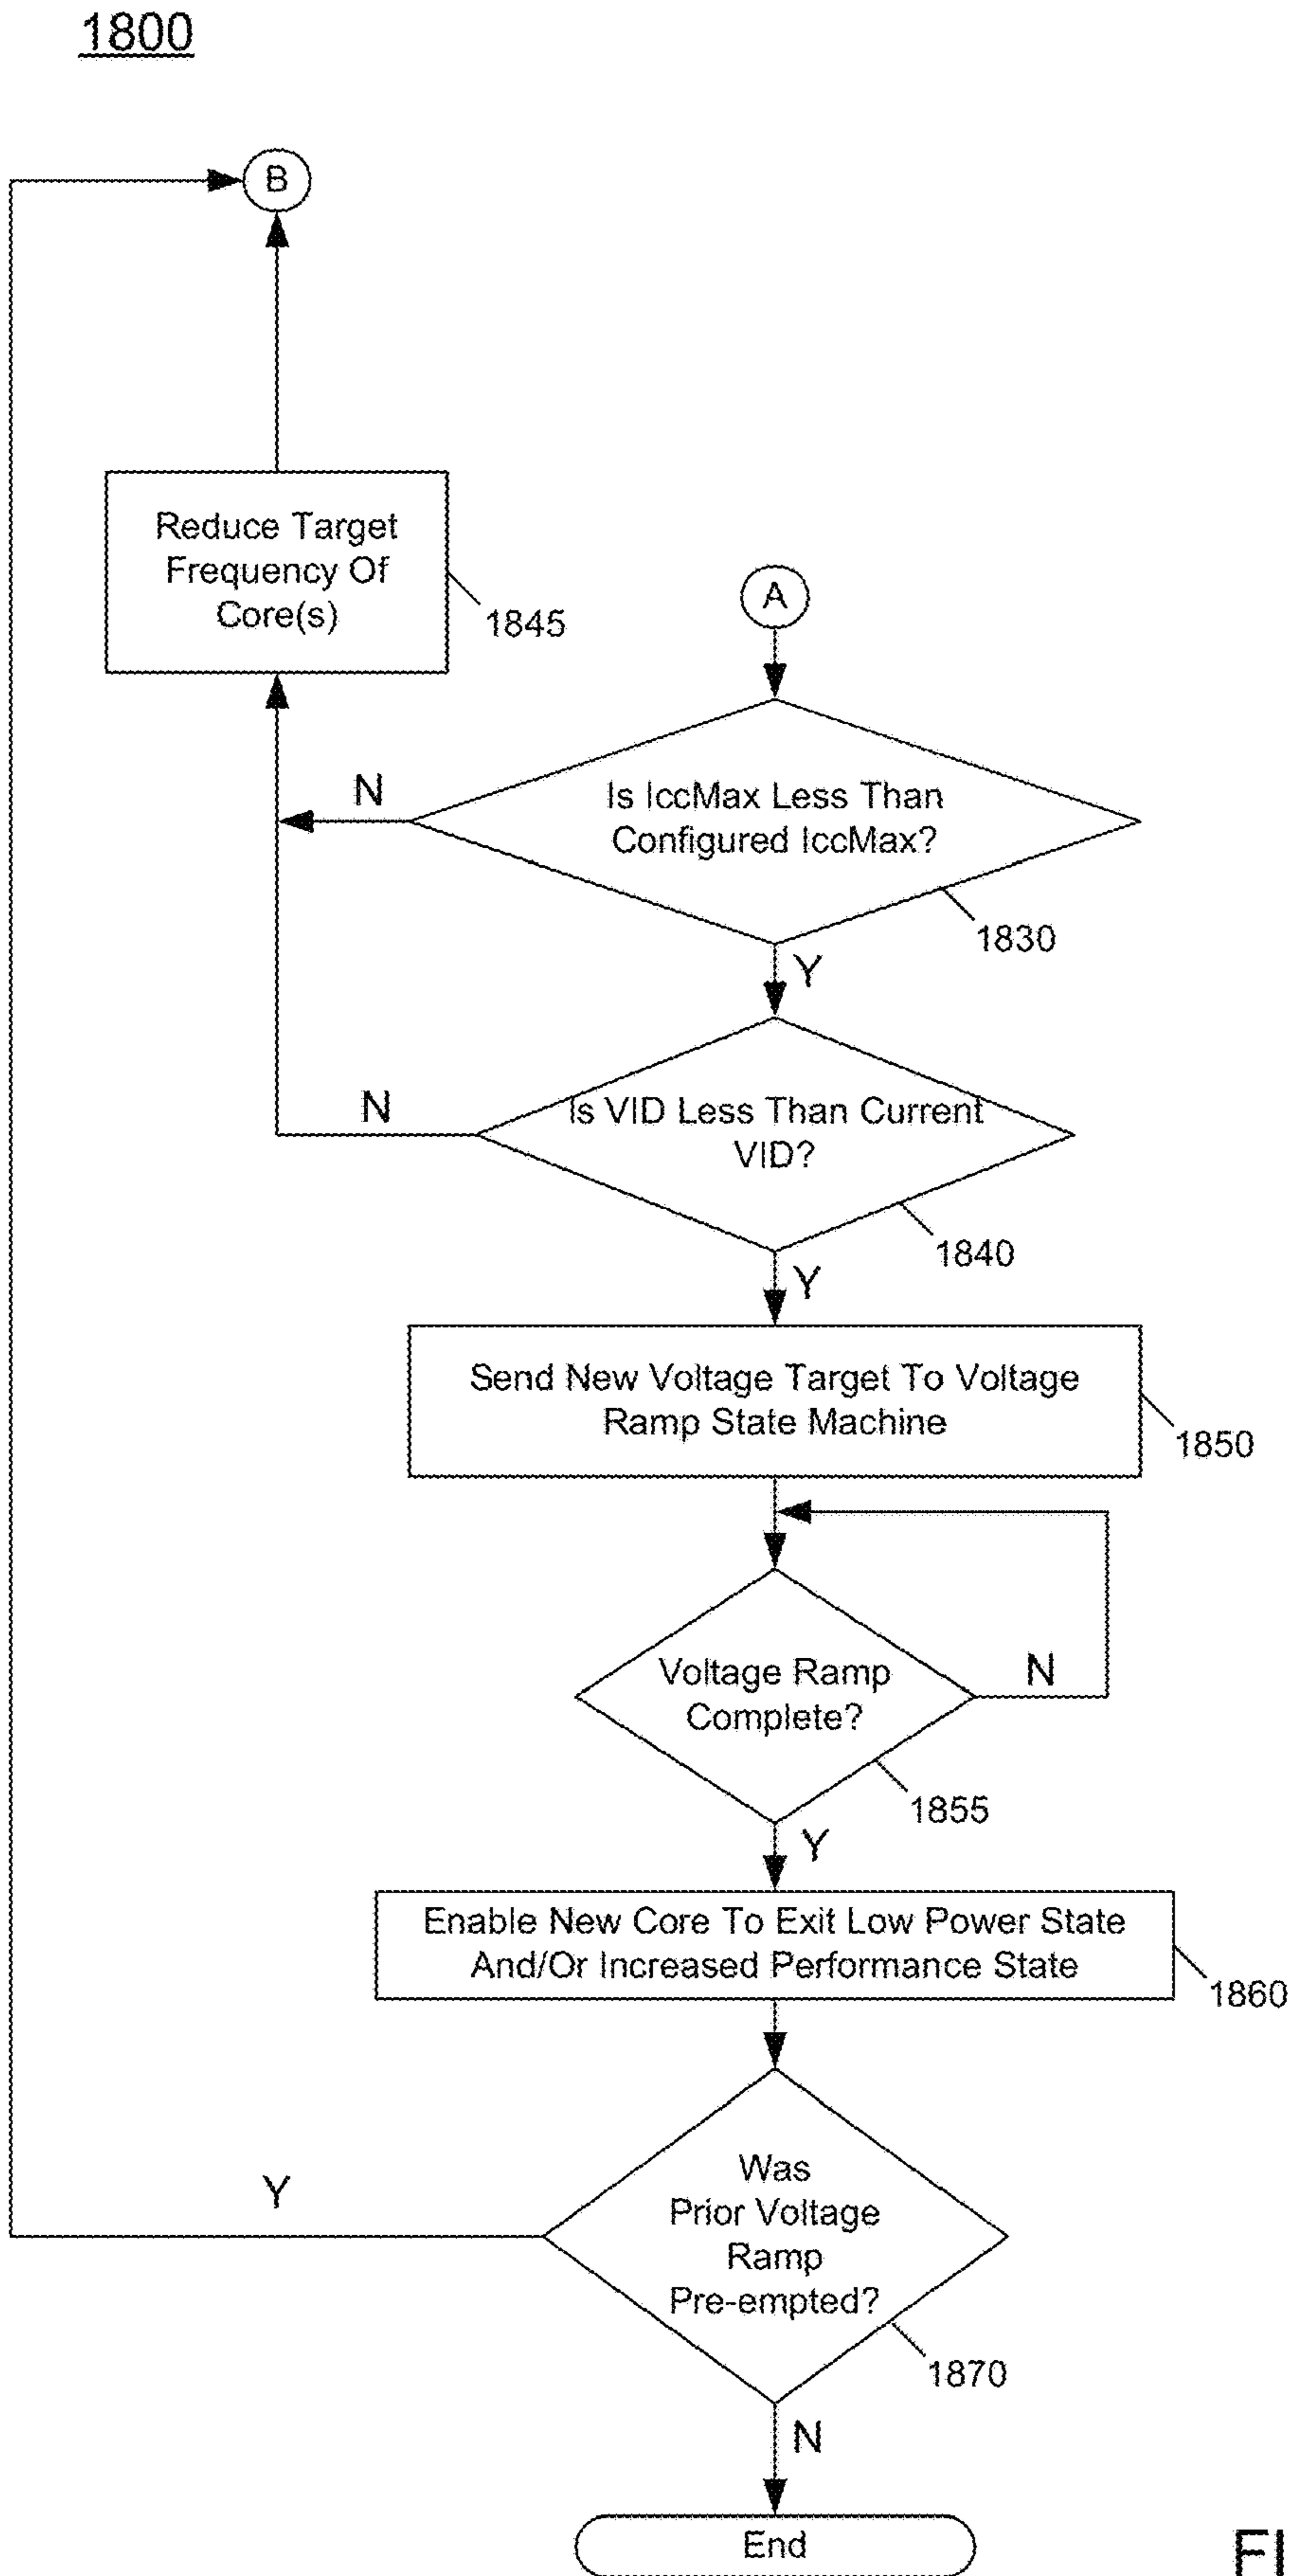 1800
B
Reduce Target
Frequency Of
Core(s)
1845
A
N
Is IccMax Less Than
Configured IccMax?
1830
Y
N
Is VID Less Than Current
VID?
1840
Y
Send New Voltage Target To Voltage
Ramp State Machine
1850
Voltage Ramp
Complete?
N
1855
Y
Enable New Core To Exit Low Power State
And/Or Increased Performance State
1860
Y
Was
Prior Voltage
Ramp
Pre-empted?
1870
N
End